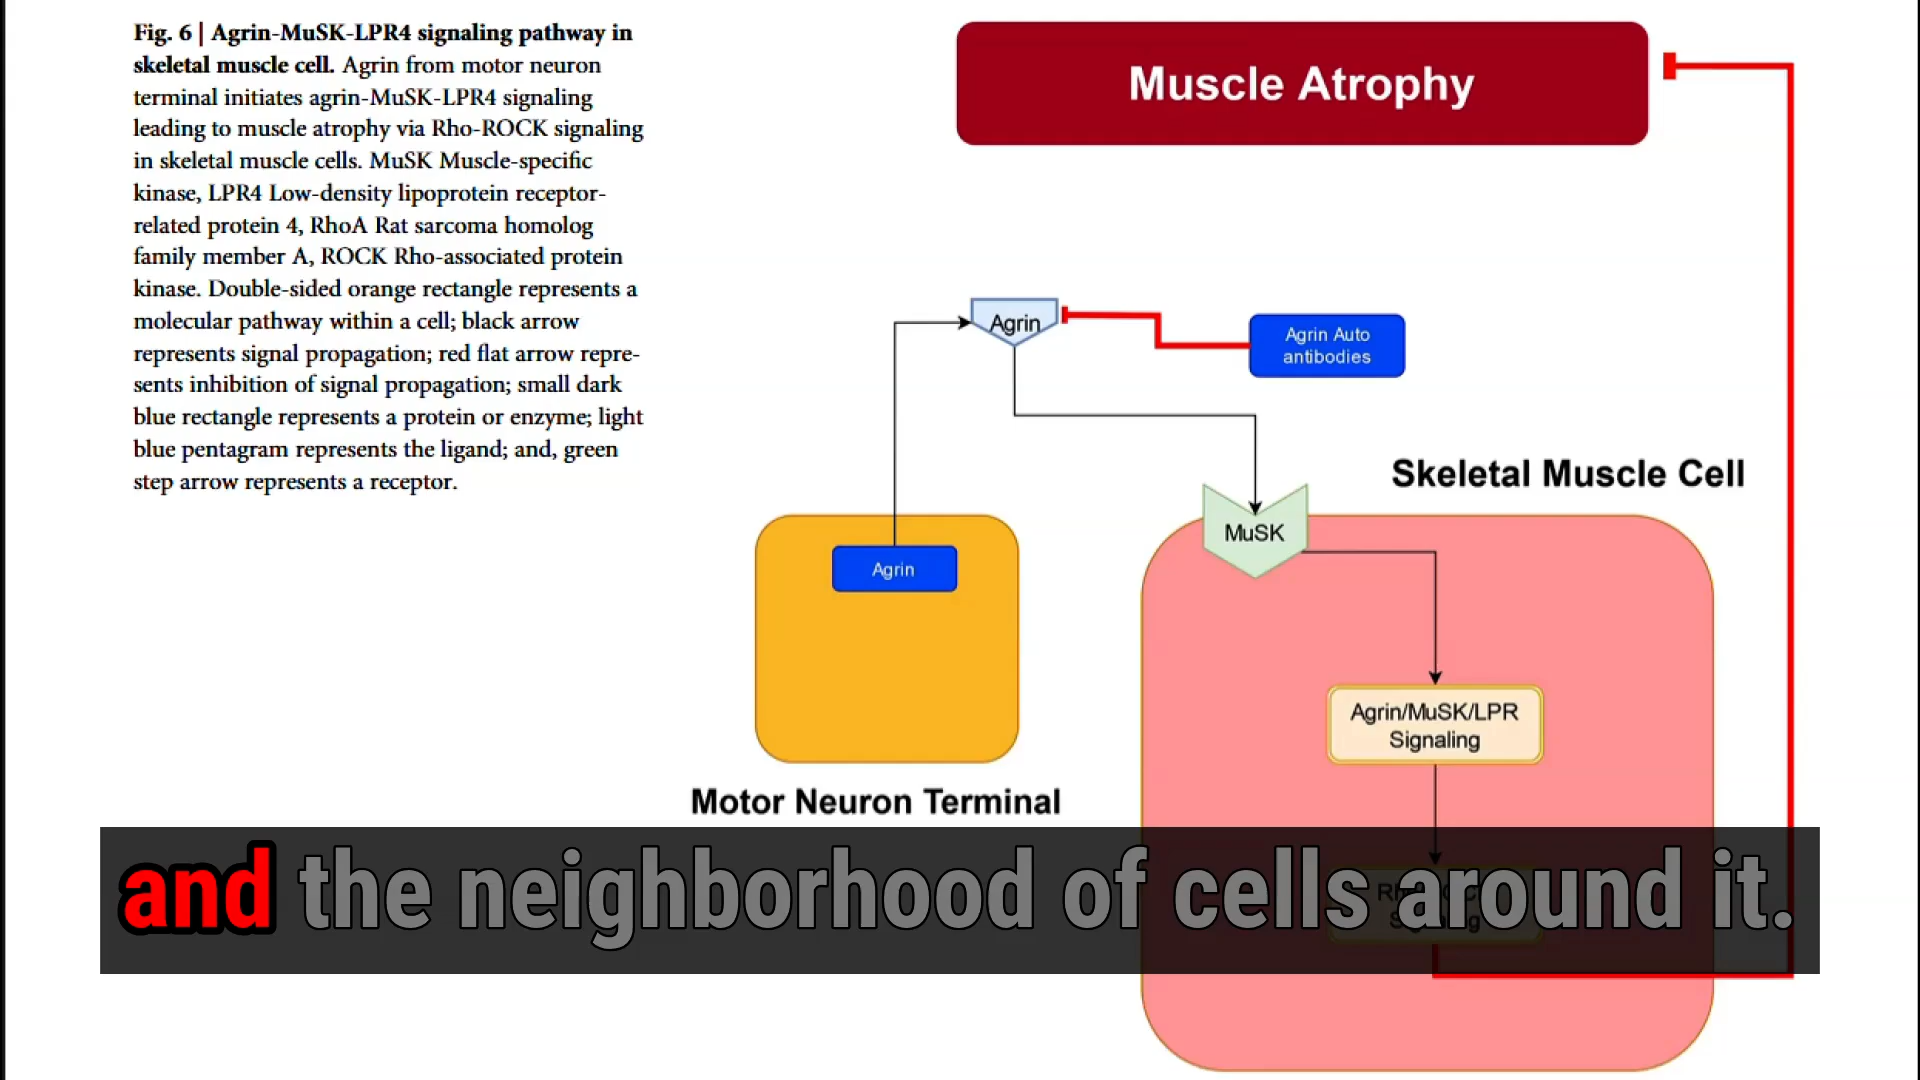 Fig. 6 | Agrin-MuSK-LPR4 signaling pathway in
skeletal muscle cell. Agrin from motor neuron
terminal initiates agrin-MuSK-LPR4 signaling
leading to muscle atrophy via Rho-ROCK signaling
in skeletal muscle cells. MuSK Muscle-specific
kinase, LPR4 Low-density lipoprotein receptor-
related protein 4, RhoA Rat sarcoma homolog
family member A, ROCK Rho-associated protein
kinase. Double-sided orange rectangle represents a
molecular pathway within a cell; black arrow
represents signal propagation; red flat arrow repre-
sents inhibition of signal propagation; small dark
blue rectangle represents a protein or enzyme; light
blue pentagram represents the ligand; and, green
step arrow represents a receptor.
Muscle Atrophy
Agrin
Agrin Auto
antibodies
Skeletal Muscle Cell
MuSK
Agrin
Agrin/MuSK/LPR
Signaling
Motor Neuron Terminal
and the neighborhood of cells around it.